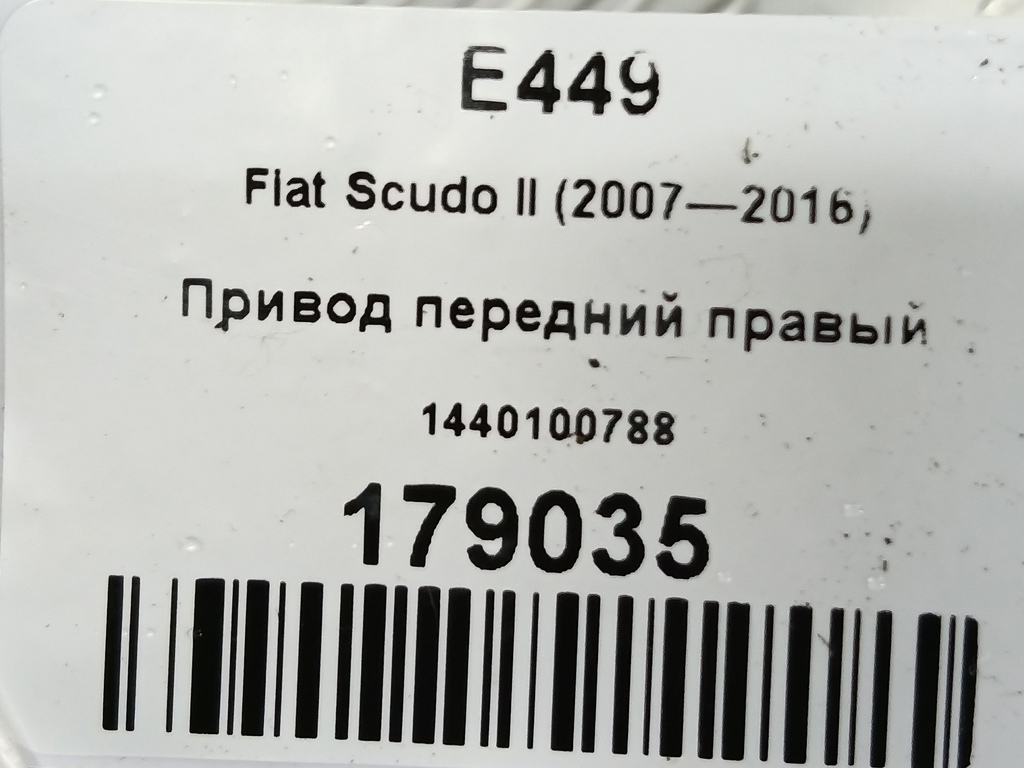 E449
Fiat Scudo II (2007—2016)
Привод передний правый
1440100788
179035